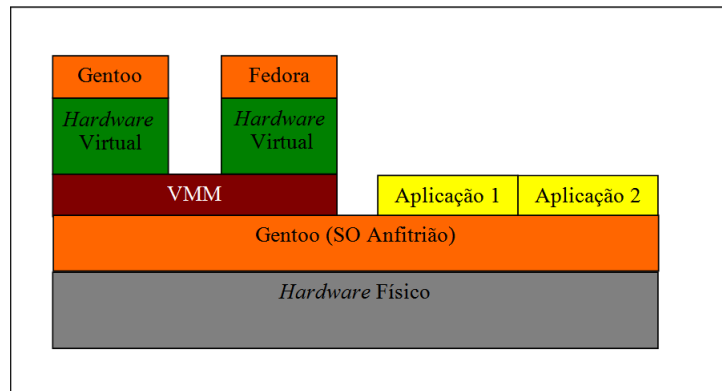 Gentoo
Fedora
Hardware
Virtual
Hardware
Virtual
VMM
Aplicação 1
Aplicação 2
Gentoo (SO Anfitrião)
Hardware Físico